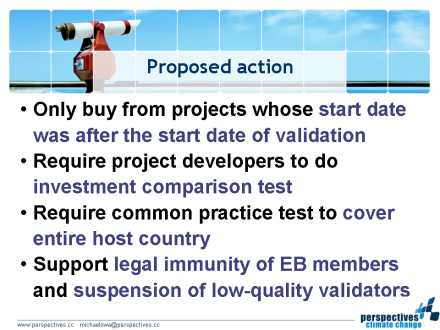 Proposed action
• Only buy from projects whose start date
was after the start date of validation
• Require project developers to do
investment comparison test
• Require common practice test to cover
entire host country
• Support legal immunity of EB members
and suspension of low-quality validators
www.perspectives.cc · michaelowa@perspectives.cc
perspectives
climate change